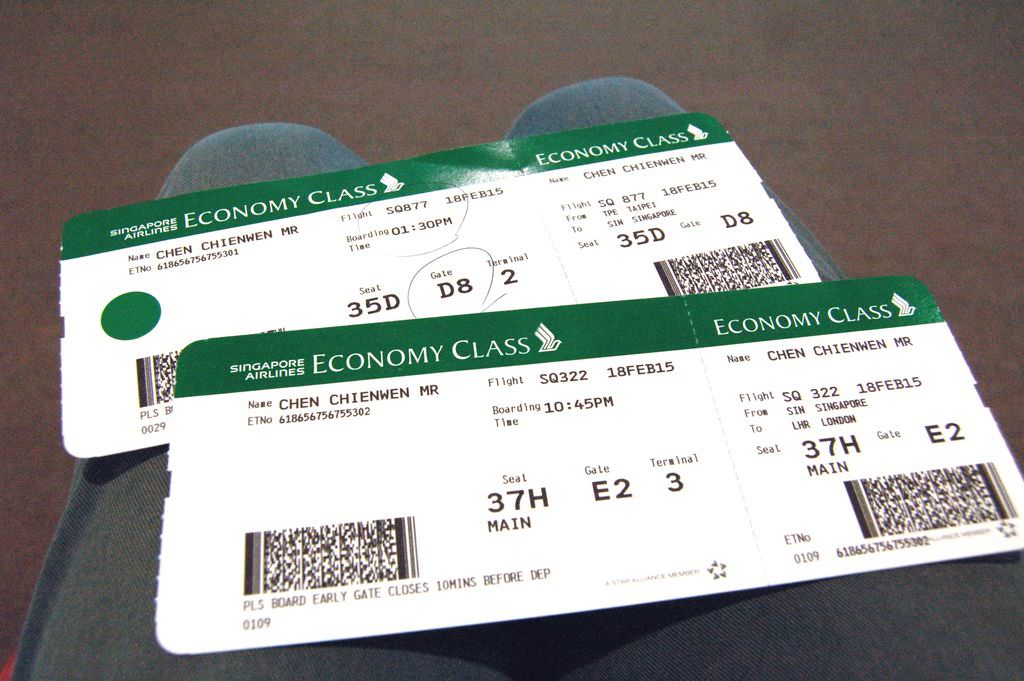 SINGAPORE AIRLINES ECONOMY CLASS
Name CHEN CHIENWEN MR
ETNo 618656756755301
Flight SQ877 18FEB15
Boarding Time 01:30PM
Seat Gate Terminal
35D D8 2
PLS B
0029
ECONOMY CLASS
Name CHEN CHIENWEN MR
Flight SQ 877 18FEB15
From TPE TAIPEI
To SIN SINGAPORE
Seat 35D Gate D8
SINGAPORE AIRLINES ECONOMY CLASS
Name CHEN CHIENWEN MR
ETNo 618656756755302
Flight SQ322 18FEB15
Boarding Time 10:45PM
Seat Gate Terminal
37H E2 3
MAIN
PLS BOARD EARLY GATE CLOSES 10MINS BEFORE DEP
0109
A STAR ALLIANCE MEMBER
ECONOMY CLASS
Name CHEN CHIENWEN MR
Flight SQ 322 18FEB15
From SIN SINGAPORE
To LHR LONDON
Seat 37H Gate E2
MAIN
ETNo
0109 618656756755302 ALLIANCE MEMBER